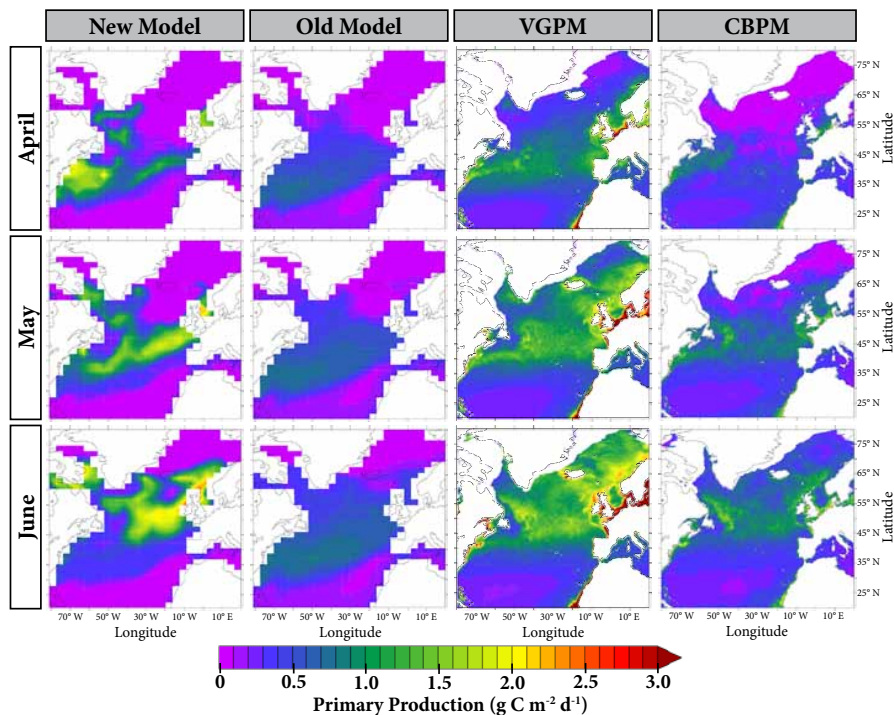 New Model Old Model VGPM CBPM
April
75° N
65° N
55° N
45° N
35° N
25° N
Latitude
May
75° N
65° N
55° N
45° N
35° N
25° N
Latitude
June
75° N
65° N
55° N
45° N
35° N
25° N
Latitude
70° W 50° W 30° W 10° W 10° E 70° W 50° W 30° W 10° W 10° E 70° W 50° W 30° W 10° W 10° E 70° W 50° W 30° W 10° W 10° E
Longitude Longitude Longitude Longitude
0 0.5 1.0 1.5 2.0 2.5 3.0
Primary Production (g C m⁻² d⁻¹)